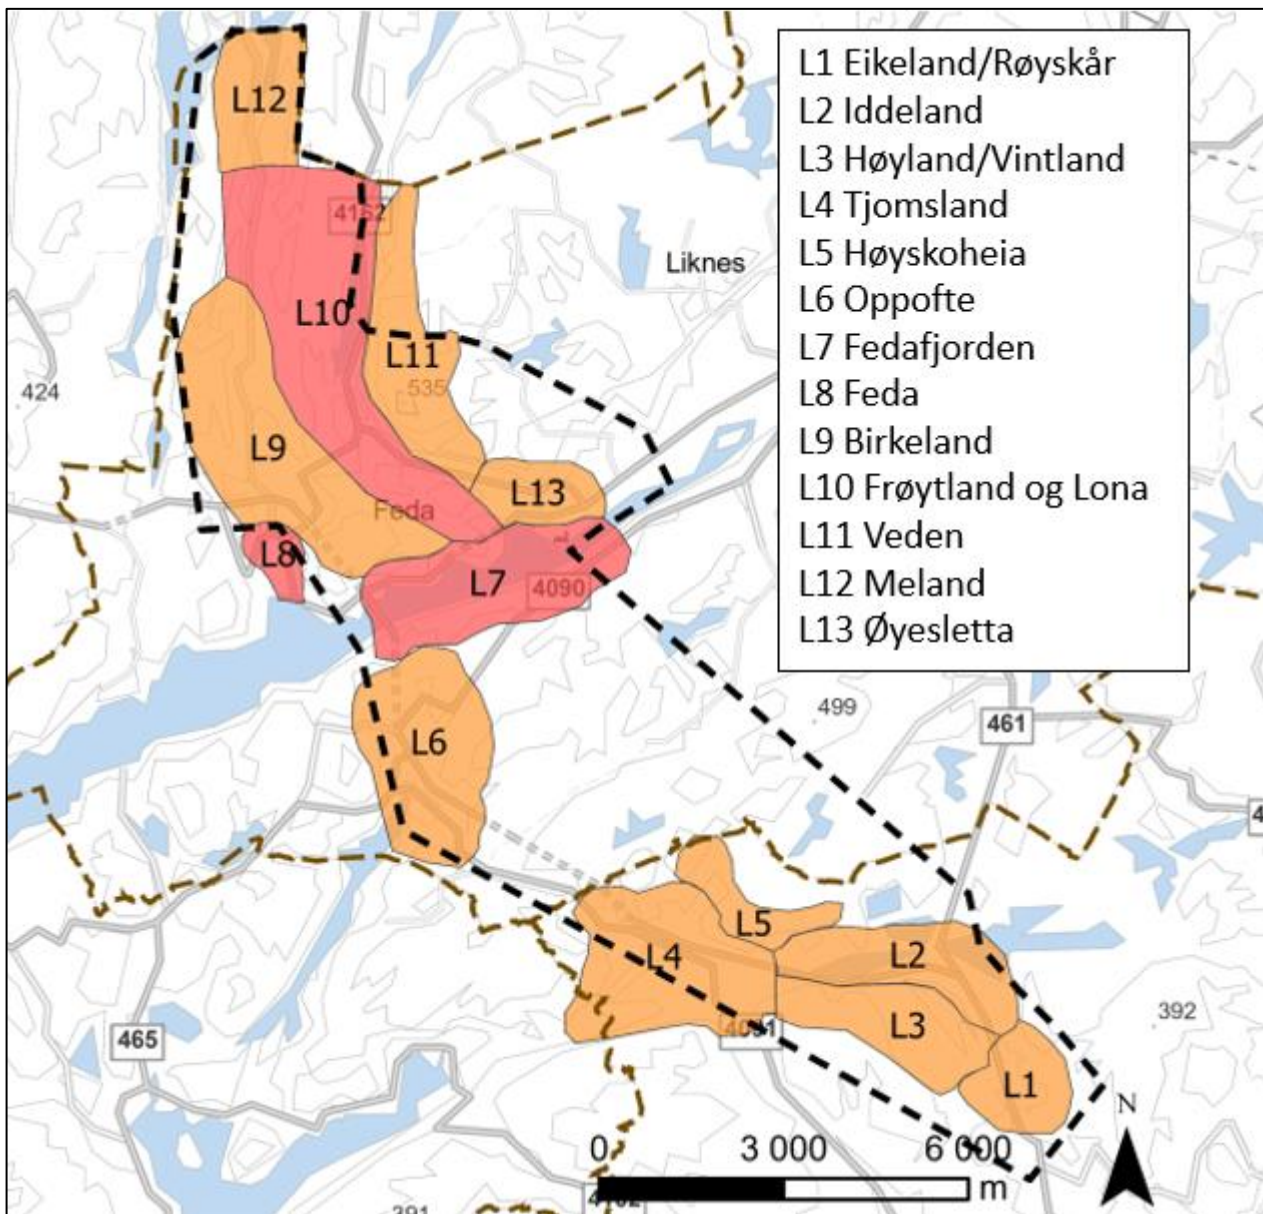 L1 Eikeland/Røyskår
L2 Iddeland
L3 Høyland/Vintland
L4 Tjomsland
L5 Høyskoheia
L6 Oppofte
L7 Fedafjorden
L8 Feda
L9 Birkeland
L10 Frøytland og Lona
L11 Veden
L12 Meland
L13 Øyesletta
L12
4162
Liknes
L10
L11
535
424
L9
L13
Feda
L8
L7
4090
499
461
L6
L5
L4
L2
L3
392
465
4091
L1
N
0 3 000 6 000
m
391